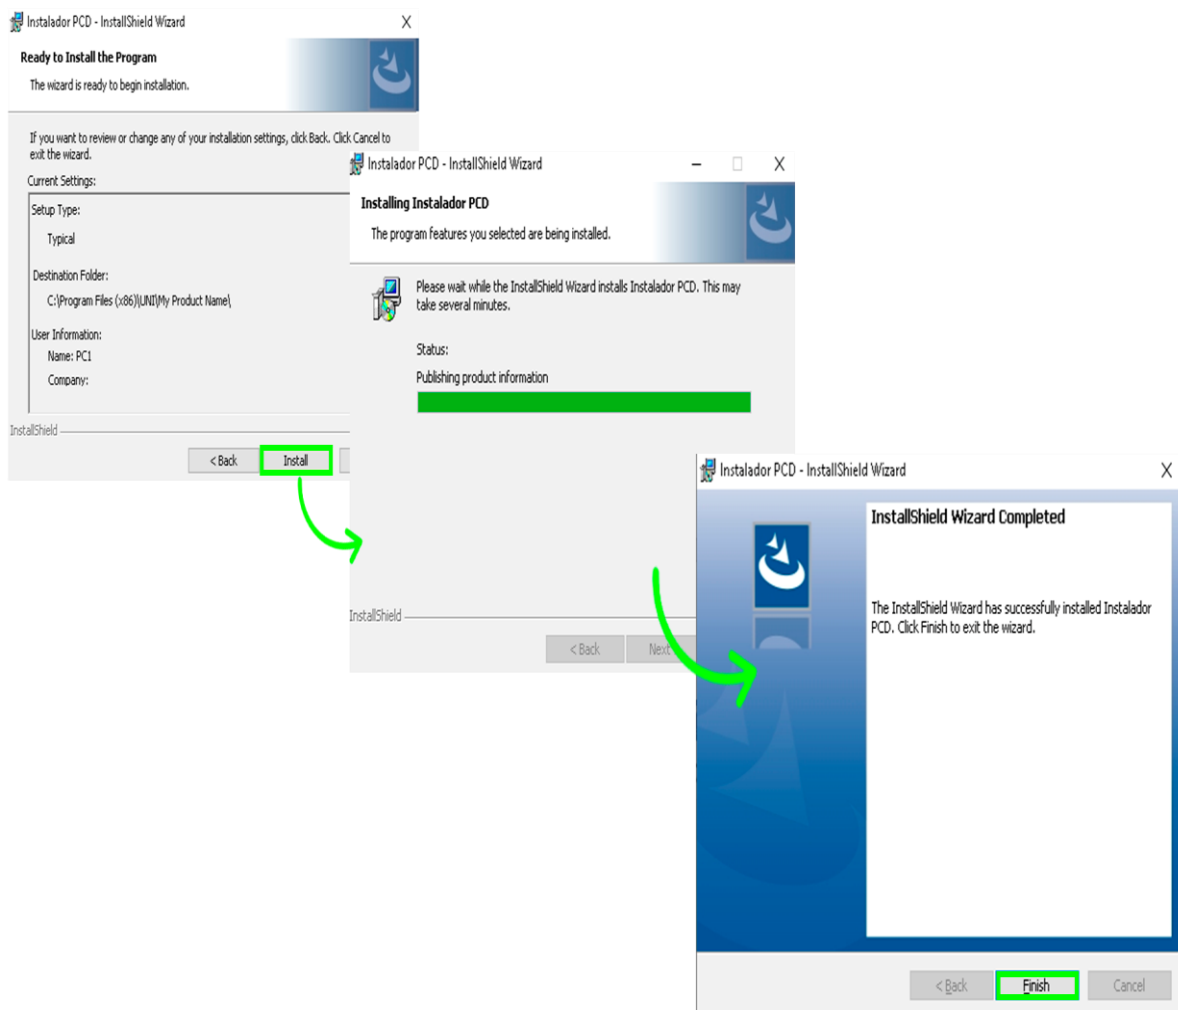 Instalador PCD - InstallShield Wizard
X
Ready to Install the Program
The wizard is ready to begin installation.
If you want to review or change any of your installation settings, click Back. Click Cancel to
exit the wizard.
Current Settings:
Setup Type:
Typical
Destination Folder:
C:\Program Files (x86)\UNI\My Product Name\
User Information:
Name: PC1
Company:
InstallShield
< Back
Install
Instalador PCD - InstallShield Wizard
X
Installing Instalador PCD
The program features you selected are being installed.
Please wait while the InstallShield Wizard installs Instalador PCD. This may
take several minutes.
Status:
Publishing product information
InstallShield
< Back
Next
Instalador PCD - InstallShield Wizard
X
InstallShield Wizard Completed
The InstallShield Wizard has successfully installed Instalador
PCD. Click Finish to exit the wizard.
< Back
Finish
Cancel